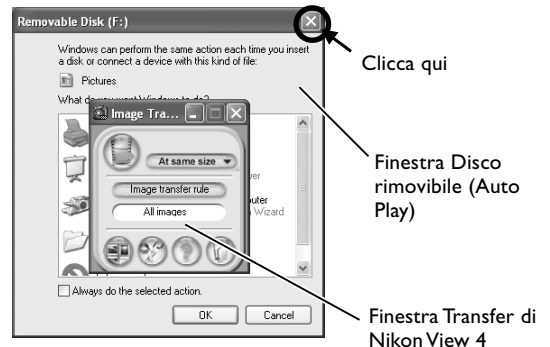 Removable Disk (F:)
Windows can perform the same action each time you insert
a disk or connect a device with this kind of file:
Pictures
What do you want Windows to do?
Image Tra...
At same size
Image transfer rule
All images
Wizard
Always do the selected action.
OK
Cancel
Clicca qui
Finestra Disco
rimovibile (Auto
Play)
Finestra Transfer di
Nikon View 4